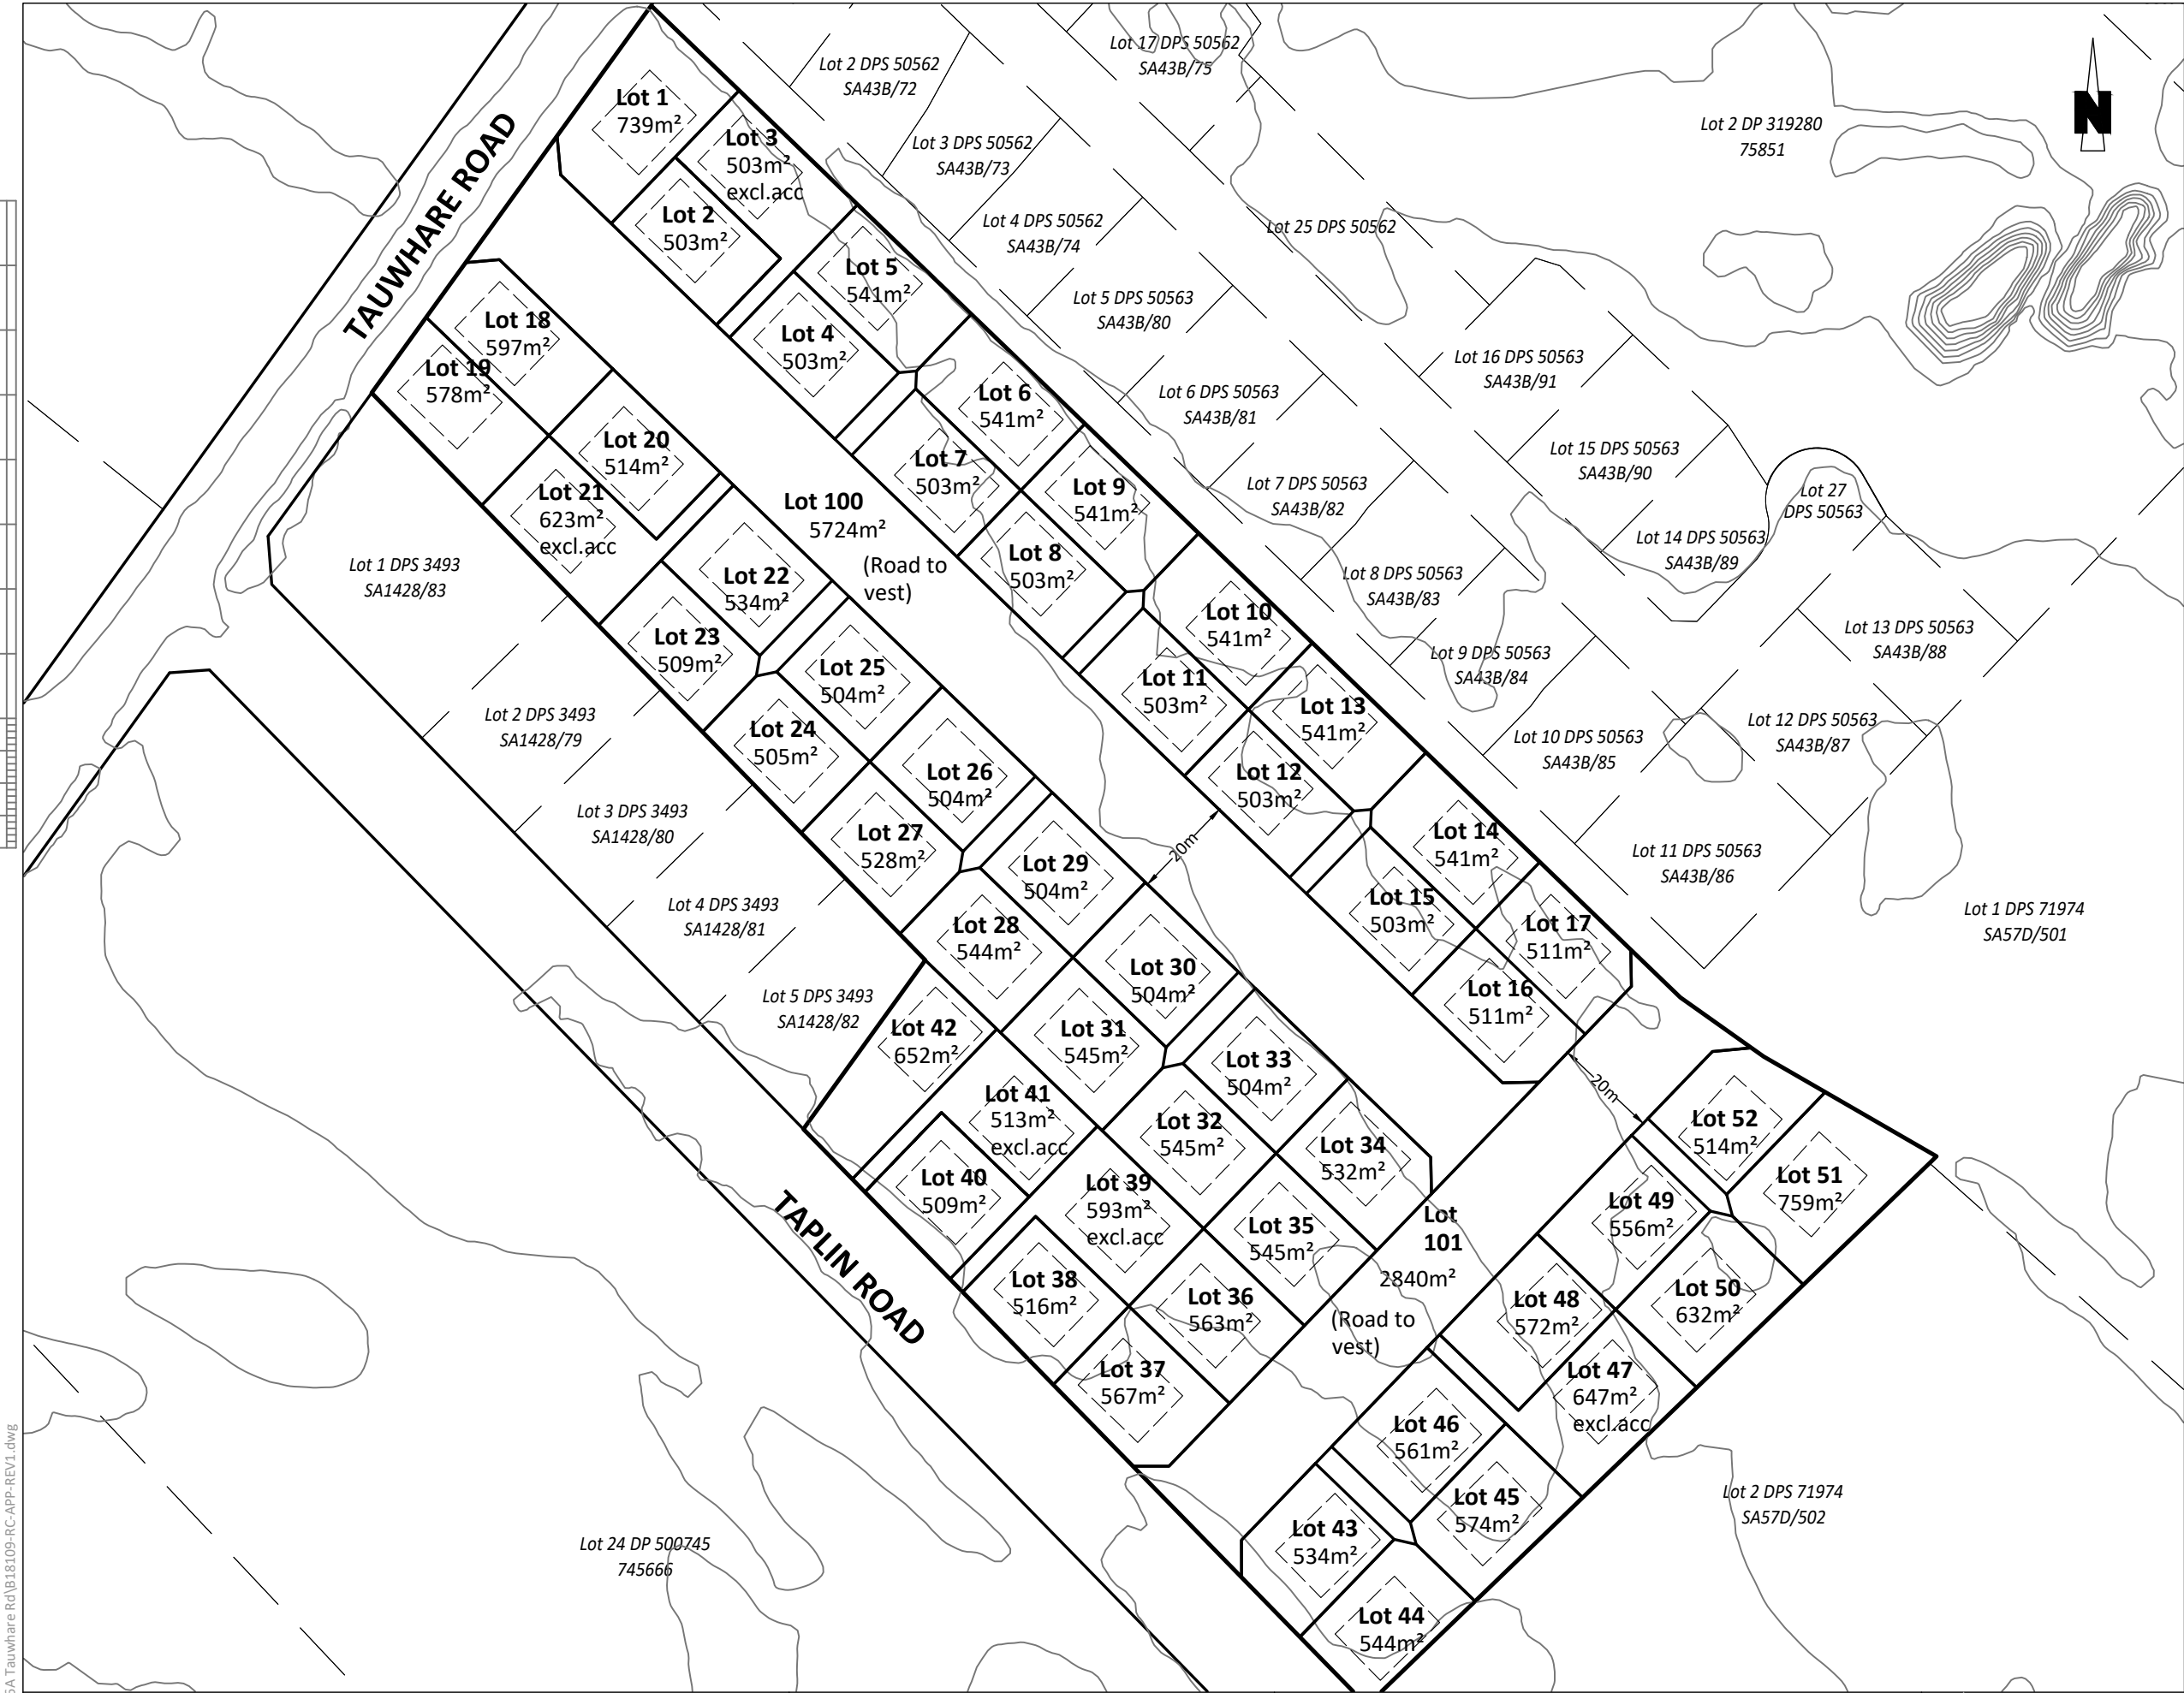 Lot 17 DPS 50562
SA43B/75
Lot 2 DPS 50562
SA43B/72
N
Lot 2 DP 319280
75851
Lot 1
739m²
Lot 3
503m²
excl.acc
Lot 3 DPS 50562
SA43B/73
TAUWHARE ROAD
Lot 2
503m²
Lot 4 DPS 50562
SA43B/74
Lot 25 DPS 50562
Lot 5
541m²
Lot 5 DPS 50563
SA43B/80
Lot 18
597m²
Lot 4
503m²
Lot 19
578m²
Lot 16 DPS 50563
SA43B/91
Lot 6
541m²
Lot 6 DPS 50563
SA43B/81
Lot 20
514m²
Lot 7
503m²
Lot 15 DPS 50563
SA43B/90
Lot 21
623m²
excl.acc
Lot 100
5724m²
(Road to
vest)
Lot 9
541m²
Lot 7 DPS 50563
SA43B/82
Lot 27
DPS 50563
Lot 14 DPS 50563
SA43B/89
Lot 8
503m²
Lot 1 DPS 3493
SA1428/83
Lot 22
534m²
Lot 8 DPS 50563
SA43B/83
Lot 10
541m²
Lot 23
509m²
Lot 13 DPS 50563
SA43B/88
Lot 25
504m²
Lot 11
503m²
Lot 9 DPS 50563
SA43B/84
Lot 2 DPS 3493
SA1428/79
Lot 24
505m²
Lot 13
541m²
Lot 12 DPS 50563
SA43B/87
Lot 10 DPS 50563
SA43B/85
Lot 26
504m²
Lot 12
503m²
Lot 3 DPS 3493
SA1428/80
Lot 27
528m²
20m
Lot 14
541m²
Lot 11 DPS 50563
SA43B/86
Lot 29
504m²
Lot 4 DPS 3493
SA1428/81
Lot 28
544m²
Lot 15
503m²
Lot 17
511m²
Lot 1 DPS 71974
SA57D/501
Lot 30
504m²
Lot 16
511m²
Lot 5 DPS 3493
SA1428/82
Lot 42
652m²
Lot 31
545m²
Lot 33
504m²
20m
Lot 41
513m²
excl.acc
Lot 32
545m²
Lot 52
514m²
Lot 34
532m²
Lot 51
759m²
Lot 40
509m²
Lot 39
593m²
excl.acc
Lot 49
556m²
Lot
101
2840m²
(Road to
vest)
Lot 35
545m²
TAPLIN ROAD
Lot 38
516m²
Lot 36
563m²
Lot 48
572m²
Lot 50
632m²
Lot 37
567m²
Lot 47
647m²
excl.acc
Lot 46
561m²
Lot 45
574m²
Lot 2 DPS 71974
SA57D/502
Lot 43
534m²
Lot 24 DP 500745
745666
Lot 44
544m²
A Tauwhare Rd\B18109-RC-APP-REV1.dwg